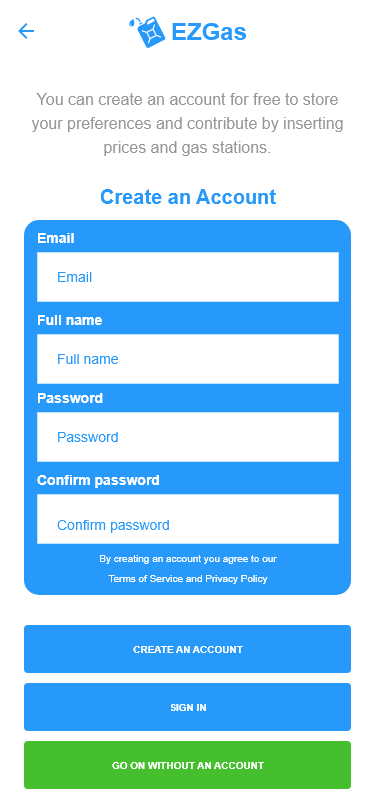 EZGas
You can create an account for free to store
your preferences and contribute by inserting
prices and gas stations.
Create an Account
Email
Email
Full name
Full name
Password
Password
Confirm password
Confirm password
By creating an account you agree to our
Terms of Service and Privacy Policy
CREATE AN ACCOUNT
SIGN IN
GO ON WITHOUT AN ACCOUNT